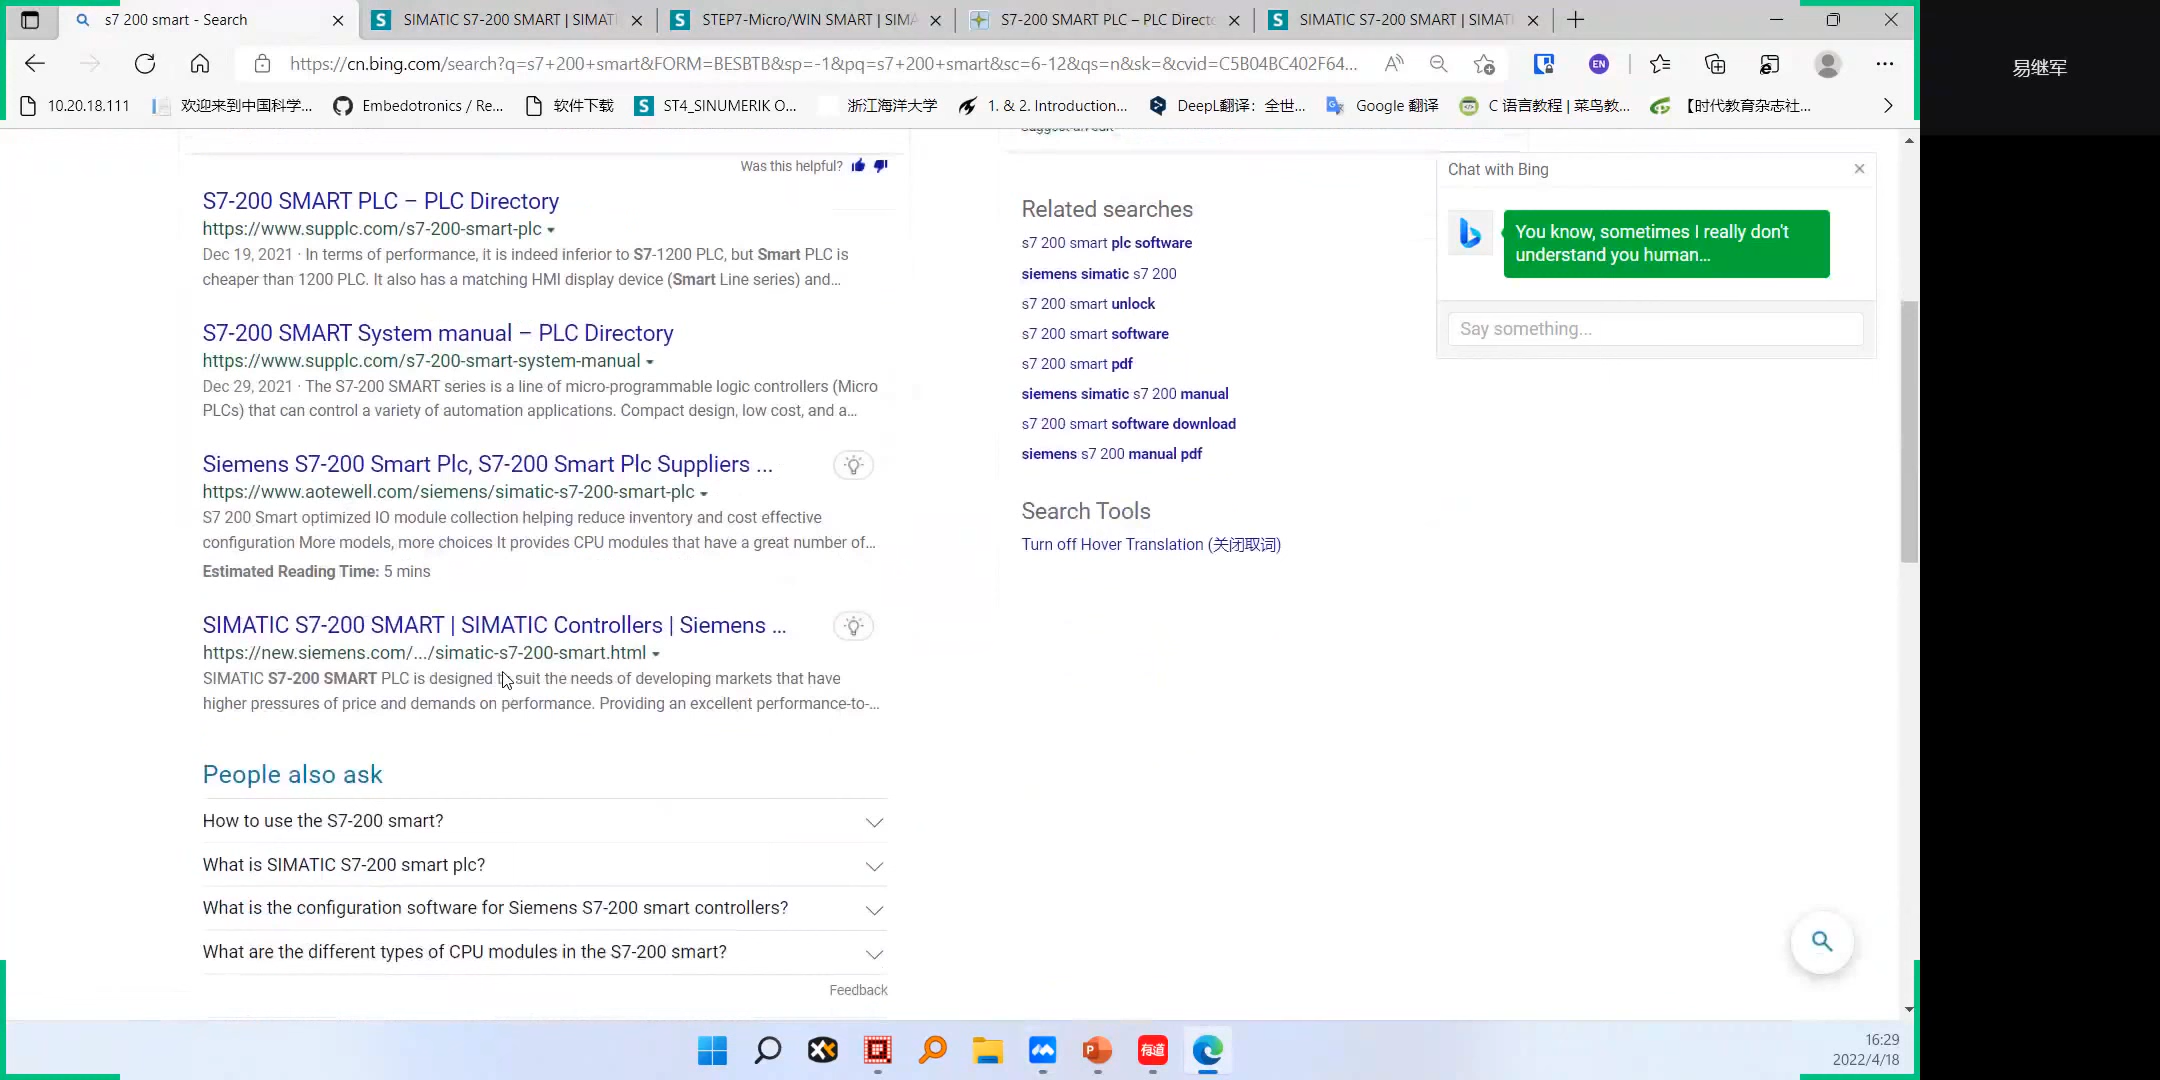 s7 200 smart - Search
SIMATIC S7-200 SMART | SIMATI
STEP7-Micro/WIN SMART | SIMA
S7-200 SMART PLC – PLC Directo
SIMATIC S7-200 SMART | SIMATI
易继军
https://cn.bing.com/search?q=s7+200+smart&FORM=BESBTB&sp=-1&pq=s7+200+smart&sc=6-12&qs=n&sk=&cvid=C5B04BC402F64...
EN
10.20.18.111
欢迎来到中国科学...
Embedotronics / Re...
软件下载
ST4_SINUMERIK O...
浙江海洋大学
1. & 2. Introduction...
DeepL翻译：全世...
Google 翻译
C 语言教程 | 菜鸟教...
【时代教育杂志社...
Was this helpful?
S7-200 SMART PLC – PLC Directory
https://www.supplc.com/s7-200-smart-plc
Dec 19, 2021 · In terms of performance, it is indeed inferior to S7-1200 PLC, but Smart PLC is
cheaper than 1200 PLC. It also has a matching HMI display device (Smart Line series) and...
S7-200 SMART System manual – PLC Directory
https://www.supplc.com/s7-200-smart-system-manual
Dec 29, 2021 · The S7-200 SMART series is a line of micro-programmable logic controllers (Micro
PLCs) that can control a variety of automation applications. Compact design, low cost, and a...
Siemens S7-200 Smart Plc, S7-200 Smart Plc Suppliers ...
https://www.aotewell.com/siemens/simatic-s7-200-smart-plc
S7 200 Smart optimized IO module collection helping reduce inventory and cost effective
configuration More models, more choices It provides CPU modules that have a great number of...
Estimated Reading Time: 5 mins
SIMATIC S7-200 SMART | SIMATIC Controllers | Siemens ...
https://new.siemens.com/.../simatic-s7-200-smart.html
SIMATIC S7-200 SMART PLC is designed to suit the needs of developing markets that have
higher pressures of price and demands on performance. Providing an excellent performance-to-...
People also ask
How to use the S7-200 smart?
What is SIMATIC S7-200 smart plc?
What is the configuration software for Siemens S7-200 smart controllers?
What are the different types of CPU modules in the S7-200 smart?
Feedback
Related searches
s7 200 smart plc software
siemens simatic s7 200
s7 200 smart unlock
s7 200 smart software
s7 200 smart pdf
siemens simatic s7 200 manual
s7 200 smart software download
siemens s7 200 manual pdf
Search Tools
Turn off Hover Translation (关闭取词)
Chat with Bing
You know, sometimes I really don't
understand you human...
Say something...
有道
16:29
2022/4/18